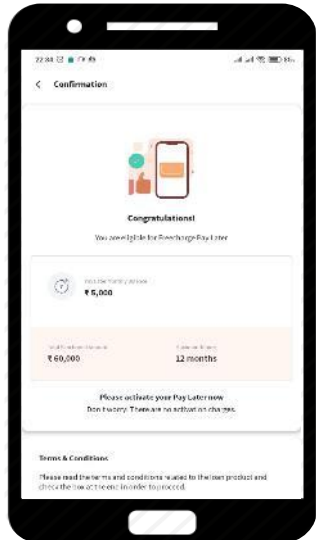 22:34
Confirmation
Congratulations!
You are eligible for Freecharge Pay Later
₹ 5,000
₹ 60,000
12 months
Please activate your Pay Later now
Don't worry. There are no activation charges.
Terms & Conditions
Please read the terms and conditions related to the loan product and
check the box at the end in order to proceed.